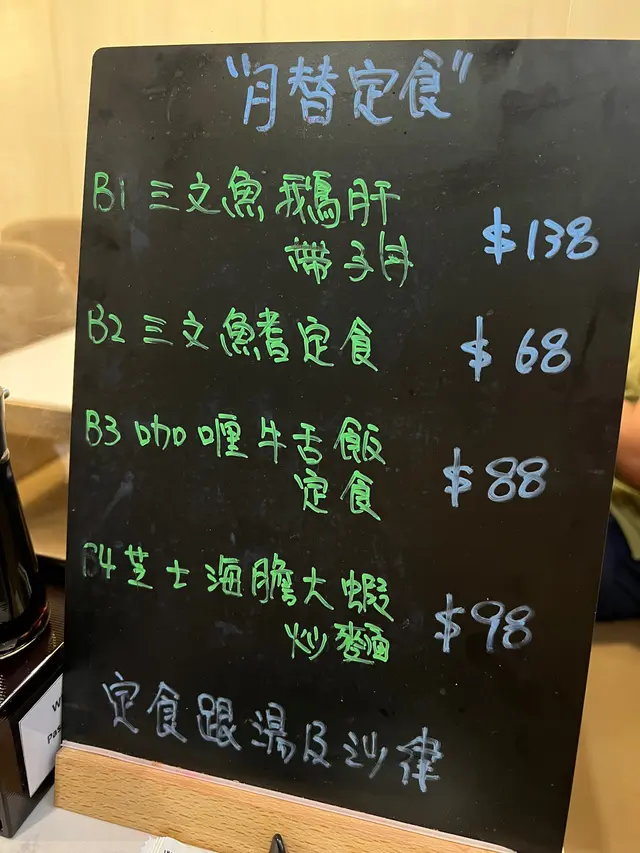 "月替定食"
B1 三文魚鵝肝 $138
帶子丼
B2 三文魚耆定食 $68
B3 咖喱牛舌飯 $88
定食
B4 芝士海膽大蝦 $98
炒麵
定食跟湯及沙律
W
Pas